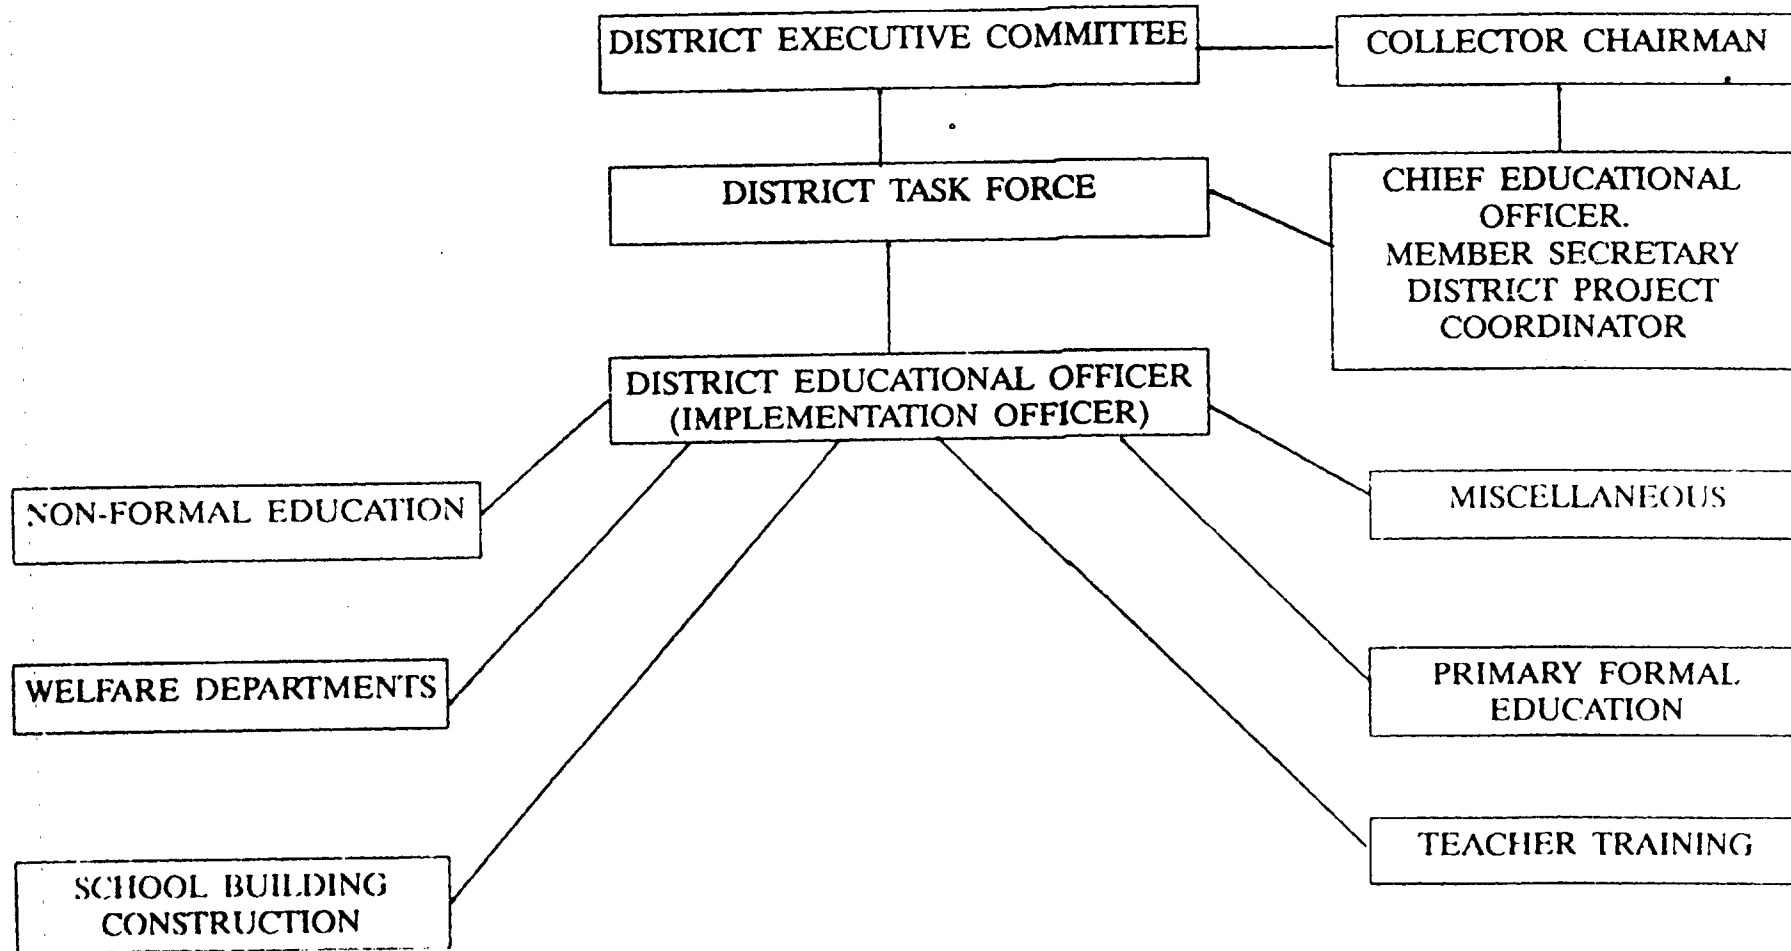 DISTRICT EXECUTIVE COMMITTEE
COLLECTOR CHAIRMAN
DISTRICT TASK FORCE
CHIEF EDUCATIONAL
OFFICER.
MEMBER SECRETARY
DISTRICT PROJECT
COORDINATOR
DISTRICT EDUCATIONAL OFFICER
(IMPLEMENTATION OFFICER)
NON-FORMAL EDUCATION
MISCELLANEOUS
WELFARE DEPARTMENTS
PRIMARY FORMAL
EDUCATION
TEACHER TRAINING
SCHOOL BUILDING
CONSTRUCTION